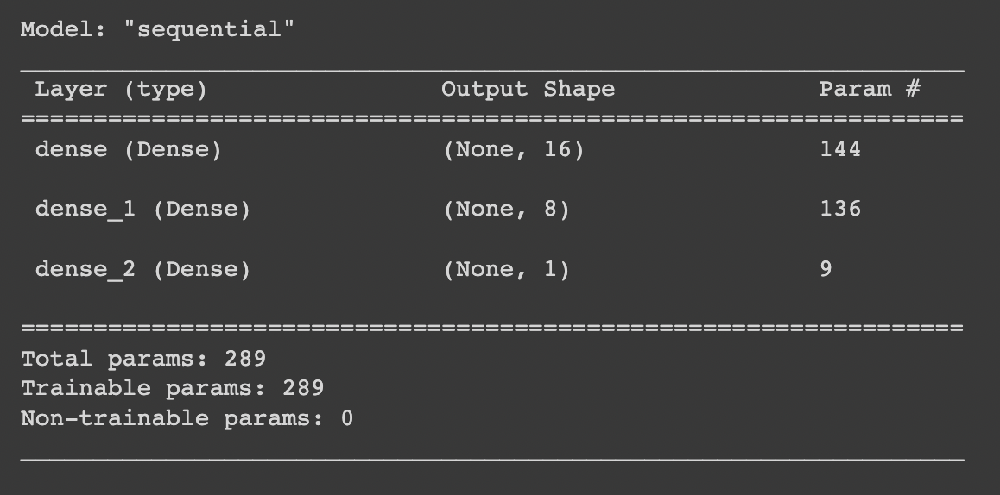 Model: "sequential"
_________________________________________________________________
Layer (type) Output Shape Param #
=================================================================
dense (Dense) (None, 16) 144
dense_1 (Dense) (None, 8) 136
dense_2 (Dense) (None, 1) 9
=================================================================
Total params: 289
Trainable params: 289
Non-trainable params: 0
_________________________________________________________________